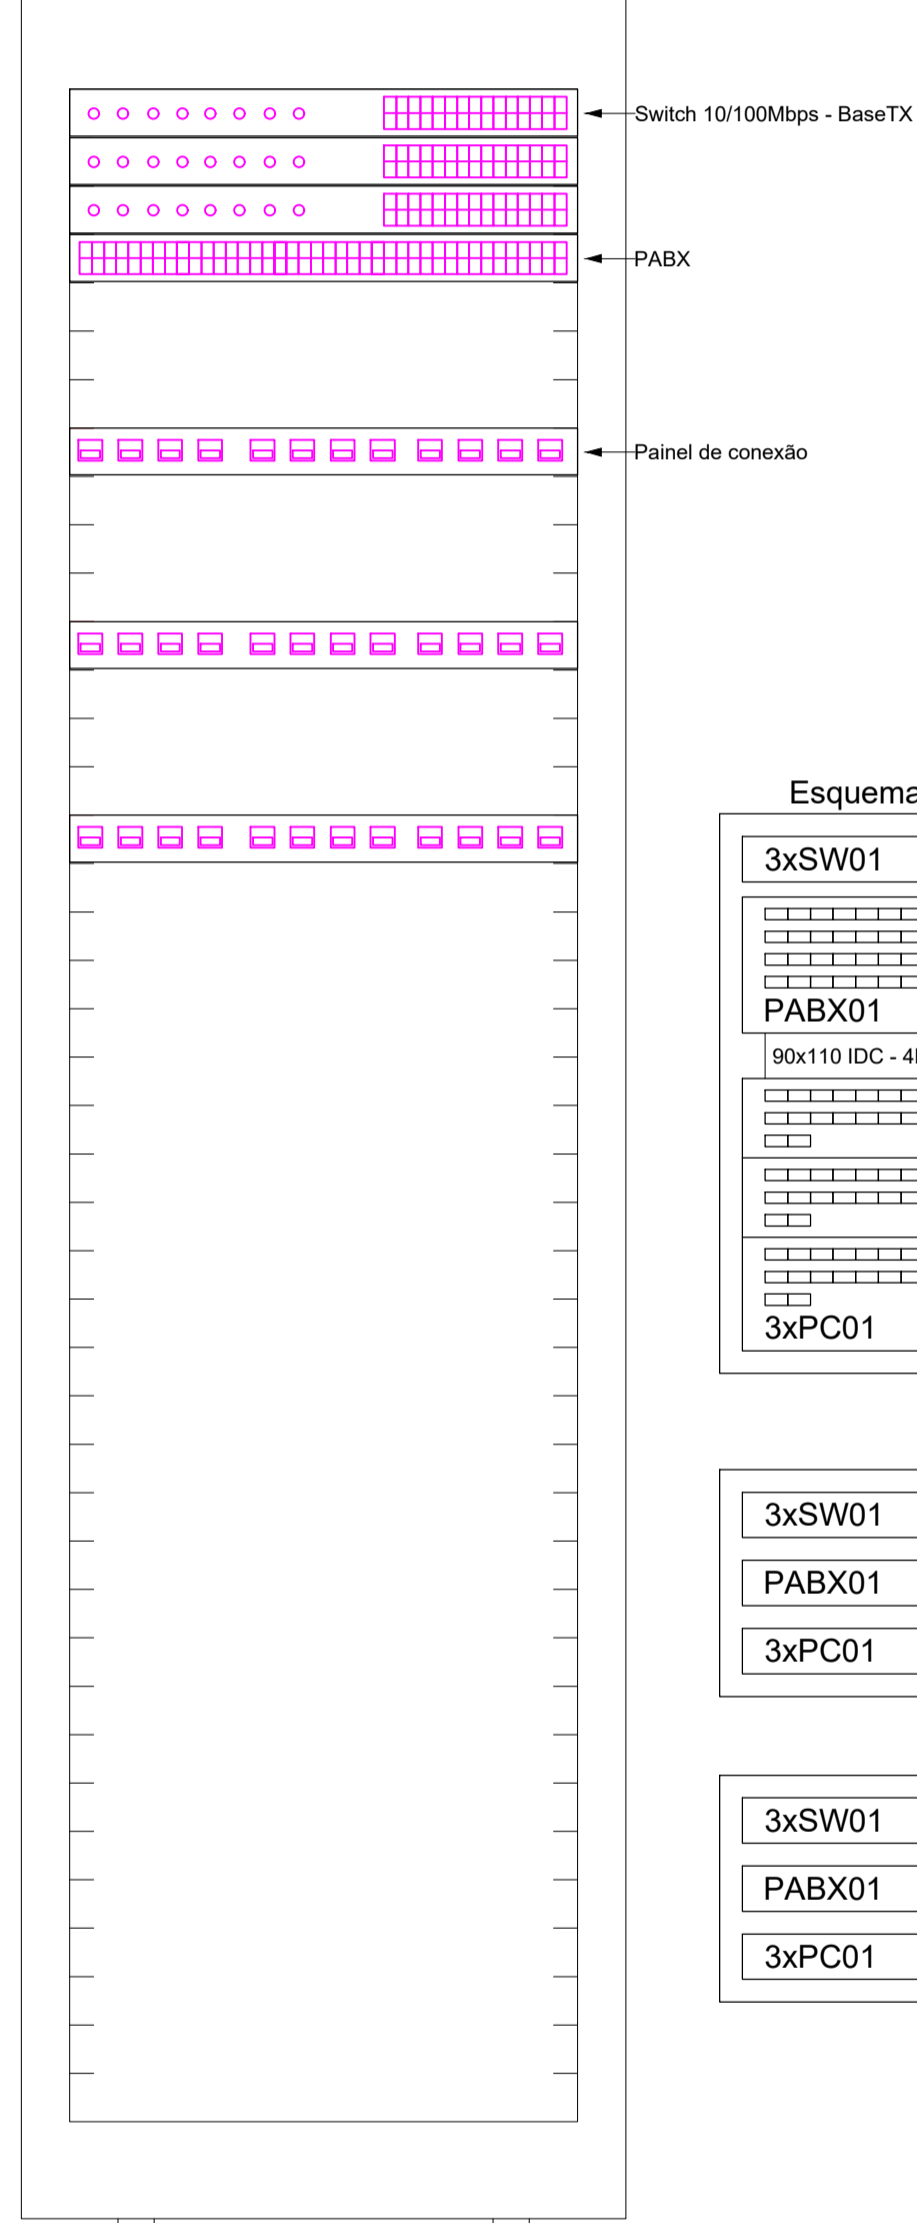 Switch 10/100Mbps - BaseTX
PABX
Painel de conexão
Esquema
3xSW01
PABX01
90x110 IDC - 4
3xPC01
3xSW01
PABX01
3xPC01
3xSW01
PABX01
3xPC01